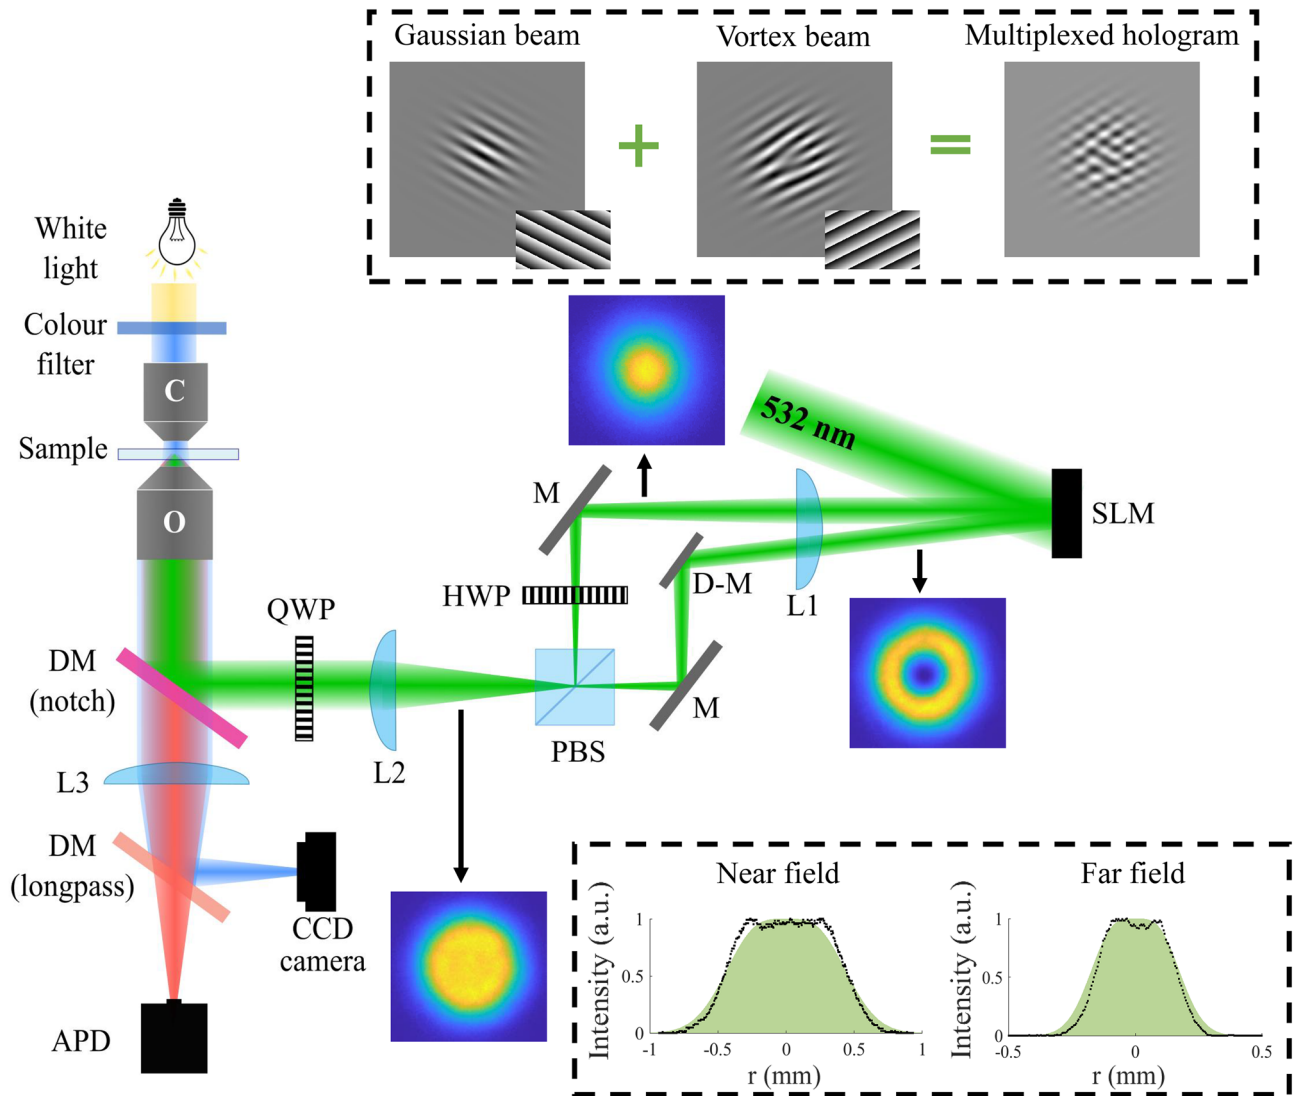 Gaussian beam
Vortex beam
Multiplexed hologram
+
=
White
light
Colour
filter
C
Sample
O
532 nm
M
SLM
HWP
D-M
L1
QWP
DM
(notch)
M
PBS
L2
L3
DM
(longpass)
CCD
camera
APD
Near field
Intensity (a.u.)
1
0.5
0
-1
-0.5
0
0.5
1
r (mm)
Far field
Intensity (a.u.)
1
0.5
0
-0.5
0
0.5
r (mm)